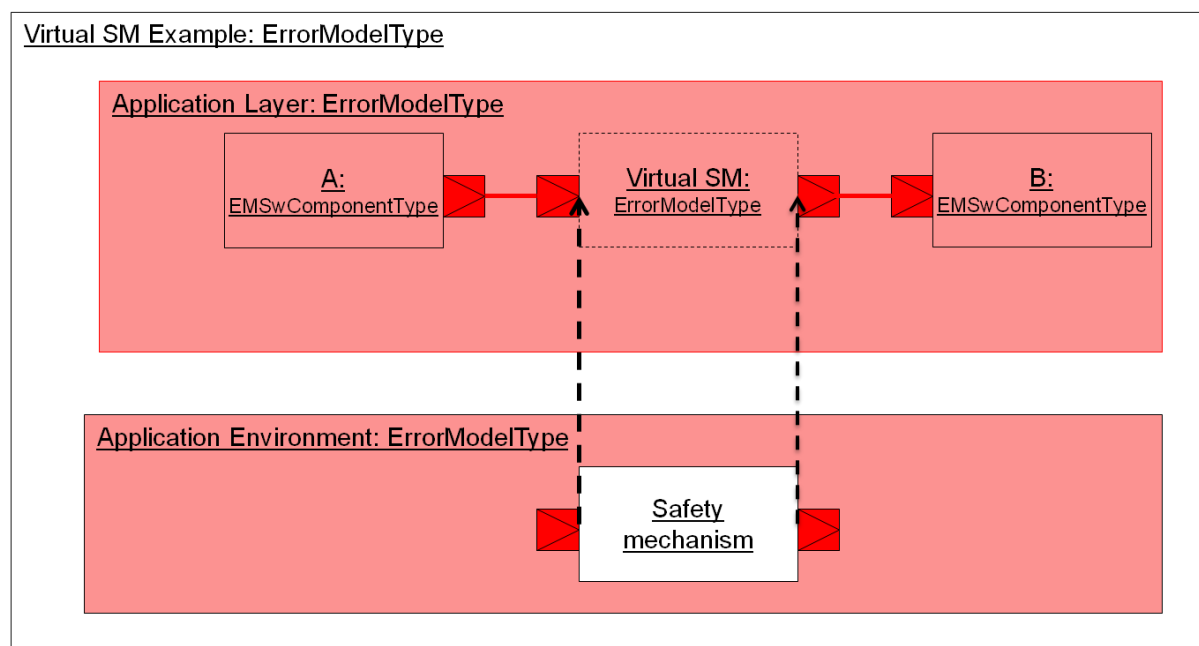 Virtual SM Example: ErrorModelType
Application Layer: ErrorModelType
A:
EMSwComponentType
Virtual SM:
ErrorModelType
B:
EMSwComponentType
Application Environment: ErrorModelType
Safety
mechanism